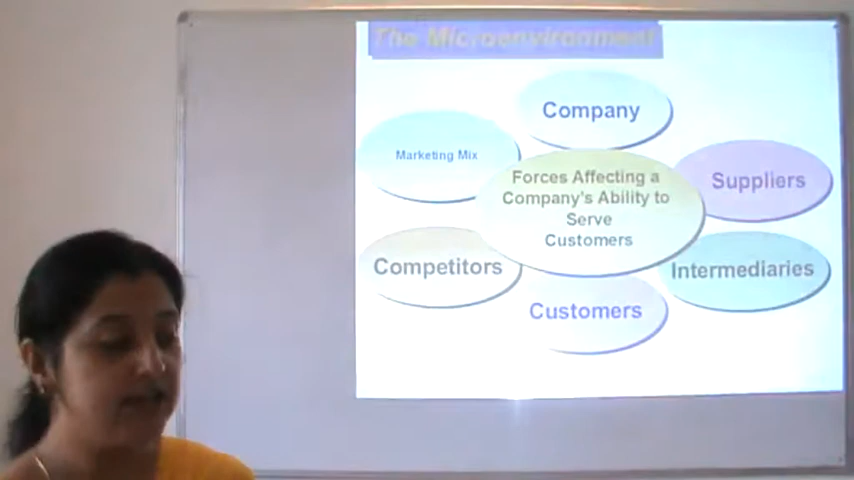 The Microenvironment
Company
Marketing Mix
Suppliers
Forces Affecting a
Company's Ability to
Serve
Customers
Competitors
Intermediaries
Customers